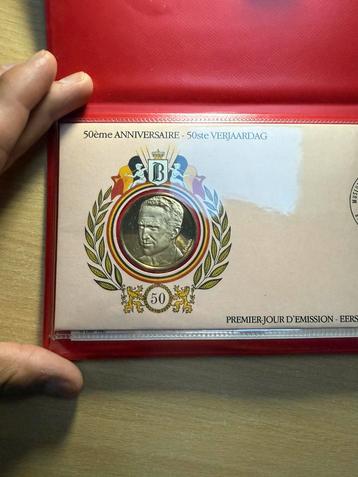 50ème ANNIVERSAIRE - 50ste VERJAARDAG
B
50
PREMIER-JOUR D'EMISSION - EERS